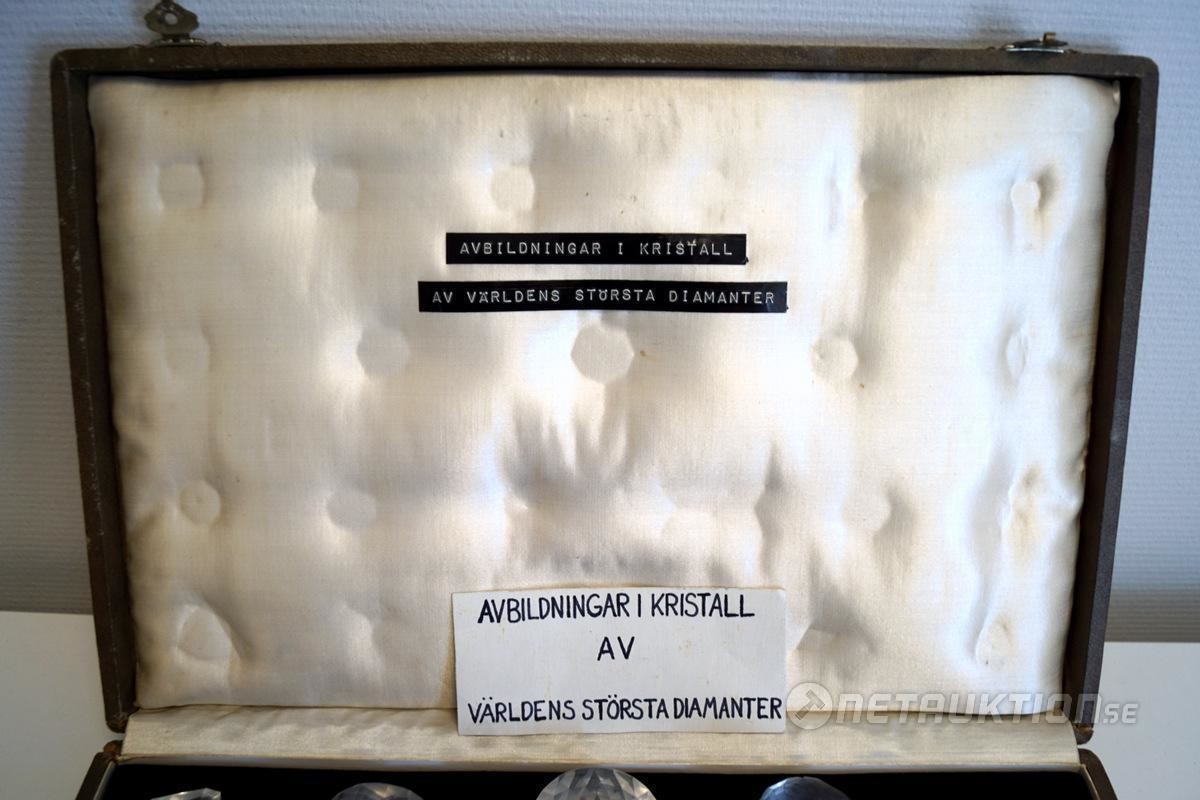 AVBILDNINGAR I KRISTALL
AV VÄRLDENS STÖRSTA DIAMANTER
AVBILDNINGAR I KRISTALL
AV
VÄRLDENS STÖRSTA DIAMANTER
NETAUKTION.SE